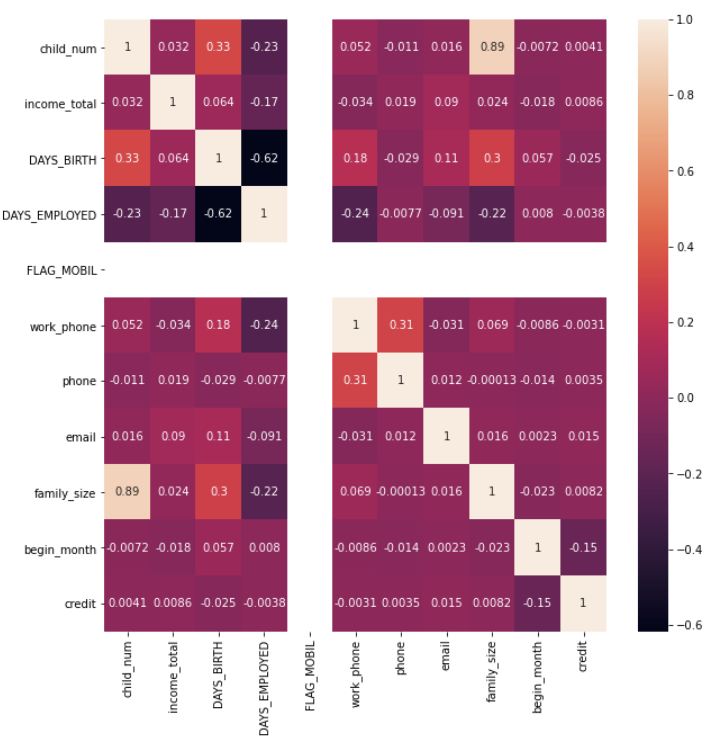 1.0
child_num 1 0.032 0.33 -0.23 0.052 -0.011 0.016 0.89 -0.0072 0.0041
0.8
income_total 0.032 1 0.064 -0.17 -0.034 0.019 0.09 0.024 -0.018 0.0086
DAYS_BIRTH 0.33 0.064 1 -0.62 0.18 -0.029 0.11 0.3 0.057 -0.025
0.6
DAYS_EMPLOYED -0.23 -0.17 -0.62 1 -0.24 -0.0077 -0.091 -0.22 0.008 -0.0038
0.4
FLAG_MOBIL
work_phone 0.052 -0.034 0.18 -0.24 1 0.31 -0.031 0.069 -0.0086 -0.0031
0.2
phone -0.011 0.019 -0.029 -0.0077 0.31 1 0.012 -0.00013 -0.014 0.0035
0.0
email 0.016 0.09 0.11 -0.091 -0.031 0.012 1 0.016 0.0023 0.015
−0.2
family_size 0.89 0.024 0.3 -0.22 0.069 -0.00013 0.016 1 -0.023 0.0082
begin_month -0.0072 -0.018 0.057 0.008 -0.0086 -0.014 0.0023 -0.023 1 -0.15
−0.4
credit 0.0041 0.0086 -0.025 -0.0038 -0.0031 0.0035 0.015 0.0082 -0.15 1
−0.6
child_num
income_total
DAYS_BIRTH
DAYS_EMPLOYED
FLAG_MOBIL
work_phone
phone
email
family_size
begin_month
credit